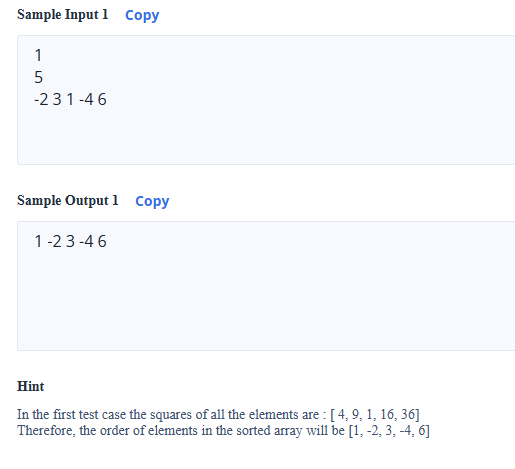 Sample Input 1 Copy
1
5
-2 3 1 -4 6
Sample Output 1 Copy
1 -2 3 -4 6
Hint
In the first test case the squares of all the elements are : [ 4, 9, 1, 16, 36]
Therefore, the order of elements in the sorted array will be [1, -2, 3, -4, 6]